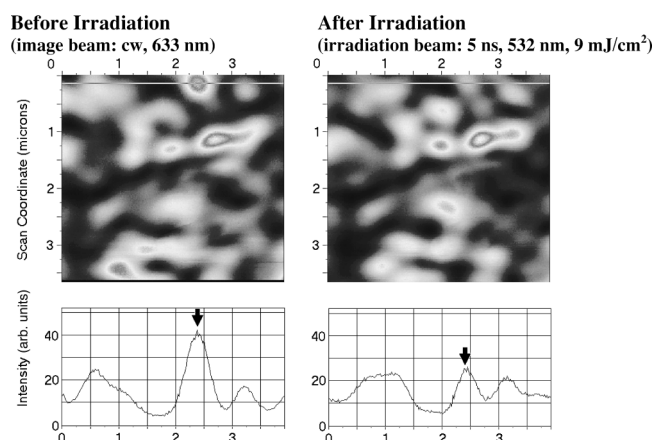 Before Irradiation
(image beam: cw, 633 nm)
After Irradiation
(irradiation beam: 5 ns, 532 nm, 9 mJ/cm²)
0 1 2 3
0 1 2 3
Scan Coordinate (microns)
1
2
3
1
2
3
Intensity (arb. units)
40
20
0
0 1 2 3
40
20
0
0 1 2 3